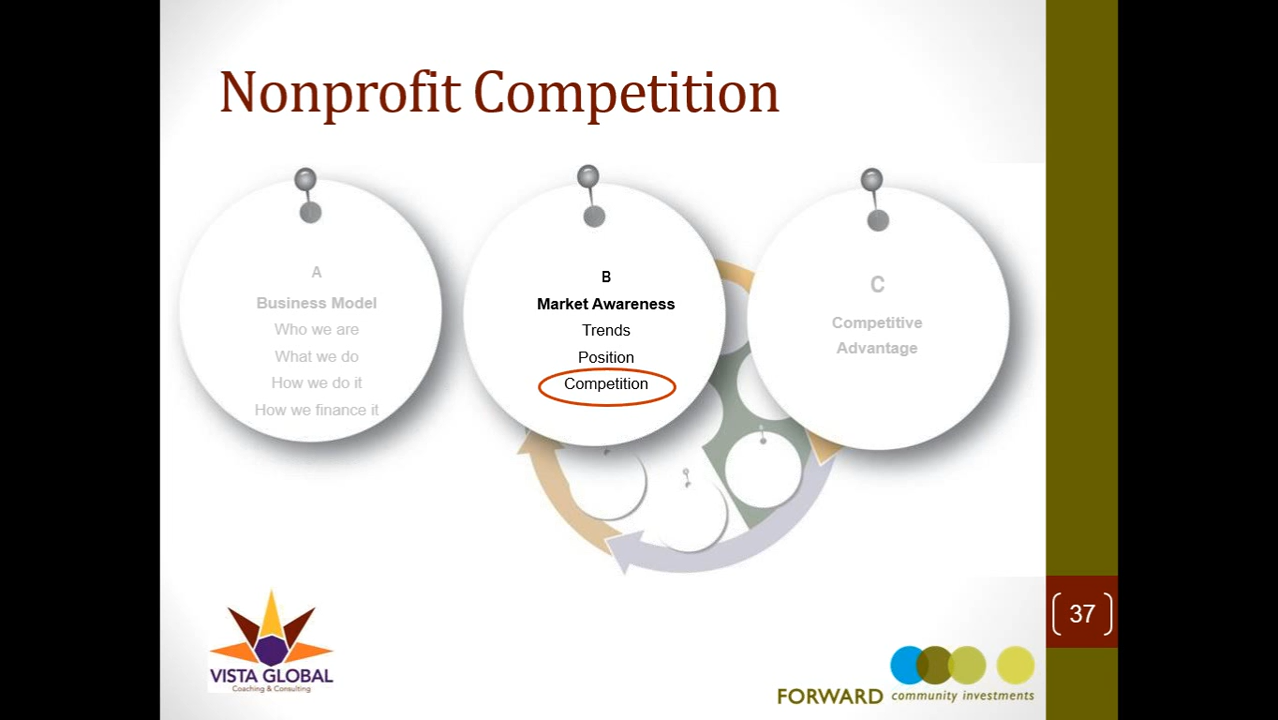 Nonprofit Competition
A
Business Model
Who we are
What we do
How we do it
How we finance it
B
Market Awareness
Trends
Position
Competition
C
Competitive
Advantage
37
VISTA GLOBAL
Coaching & Consulting
FORWARD community investments